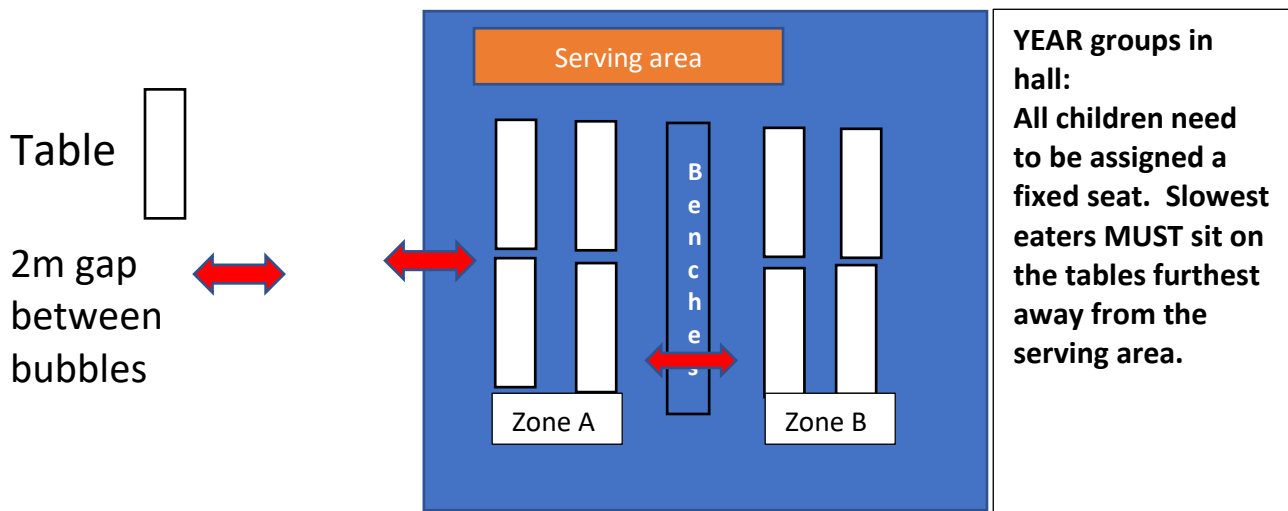 Serving area
Table
2m gap
between
bubbles
Benches
Zone A
Zone B
YEAR groups in
hall:
All children need
to be assigned a
fixed seat.  Slowest
eaters MUST sit on
the tables furthest
away from the
serving area.